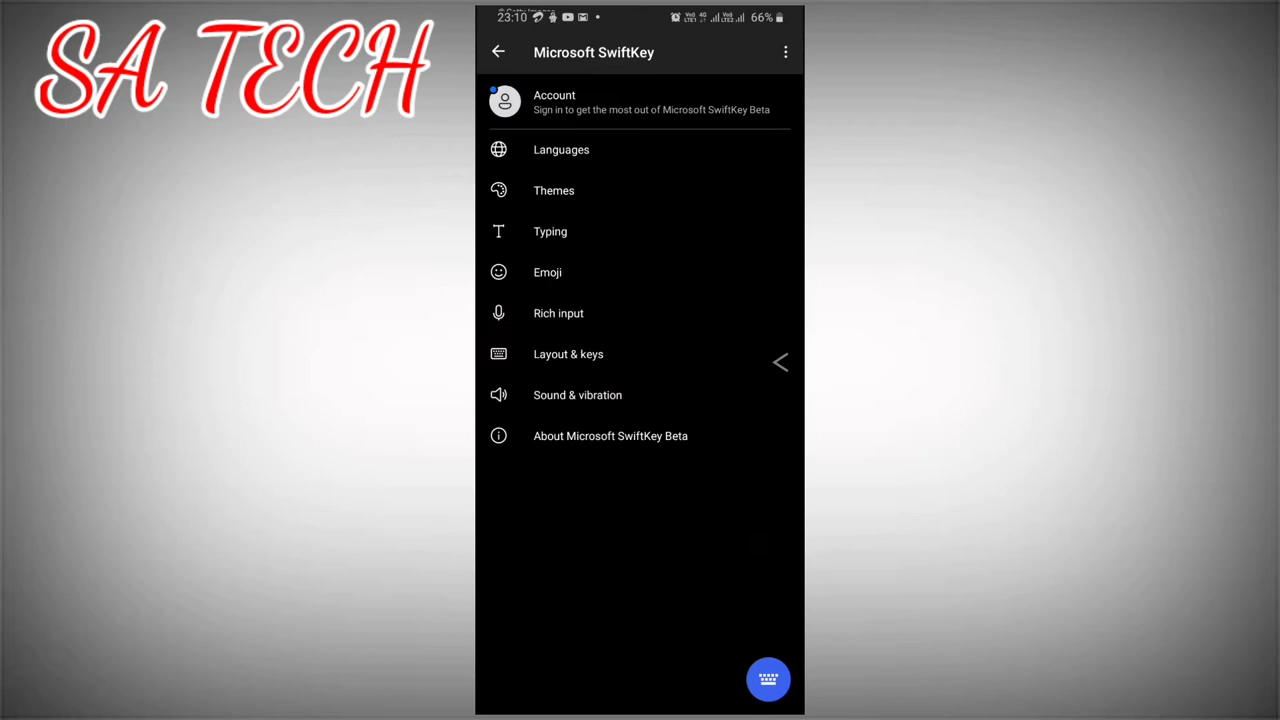 SA TECH
23:10
66%
Microsoft SwiftKey
Account
Sign in to get the most out of Microsoft SwiftKey Beta
Languages
Themes
Typing
Emoji
Rich input
Layout & keys
Sound & vibration
About Microsoft SwiftKey Beta